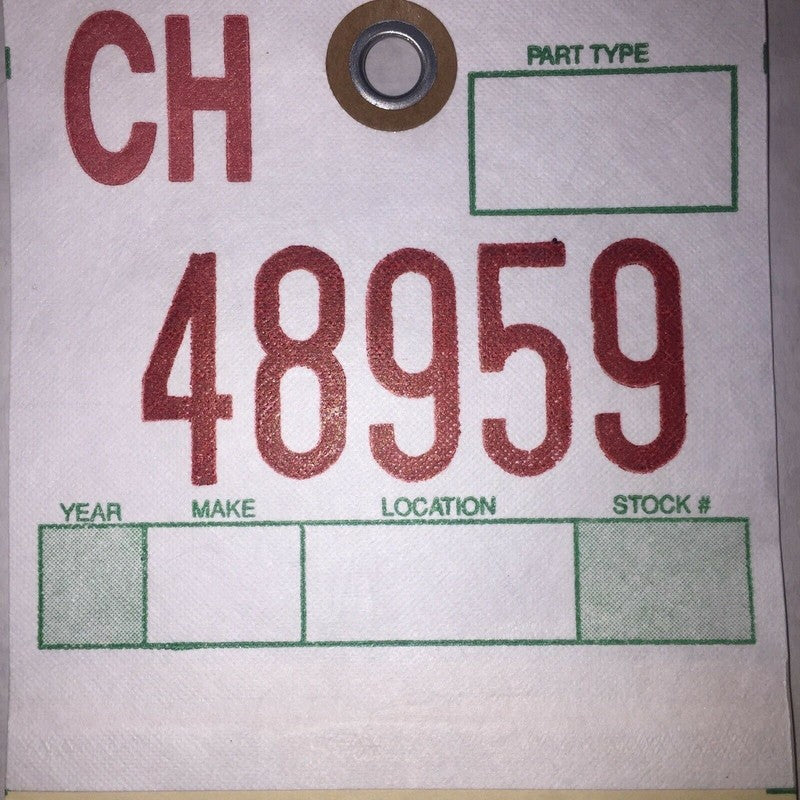 CH
PART TYPE
48959
YEAR MAKE LOCATION STOCK #